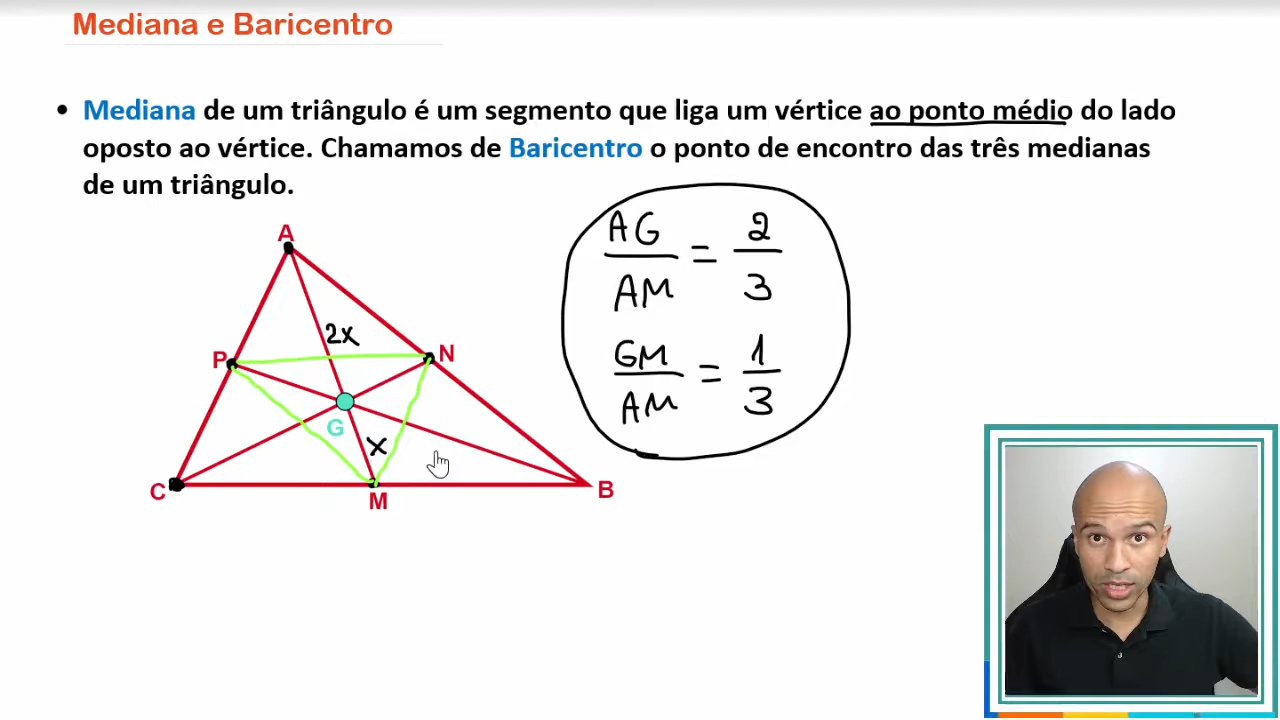 Mediana e Baricentro
• Mediana de um triângulo é um segmento que liga um vértice ao ponto médio do lado
oposto ao vértice. Chamamos de Baricentro o ponto de encontro das três medianas
de um triângulo.
A
AG/AM = 2/3
2x
P
N
GM/AM = 1/3
G
x
C
M
B